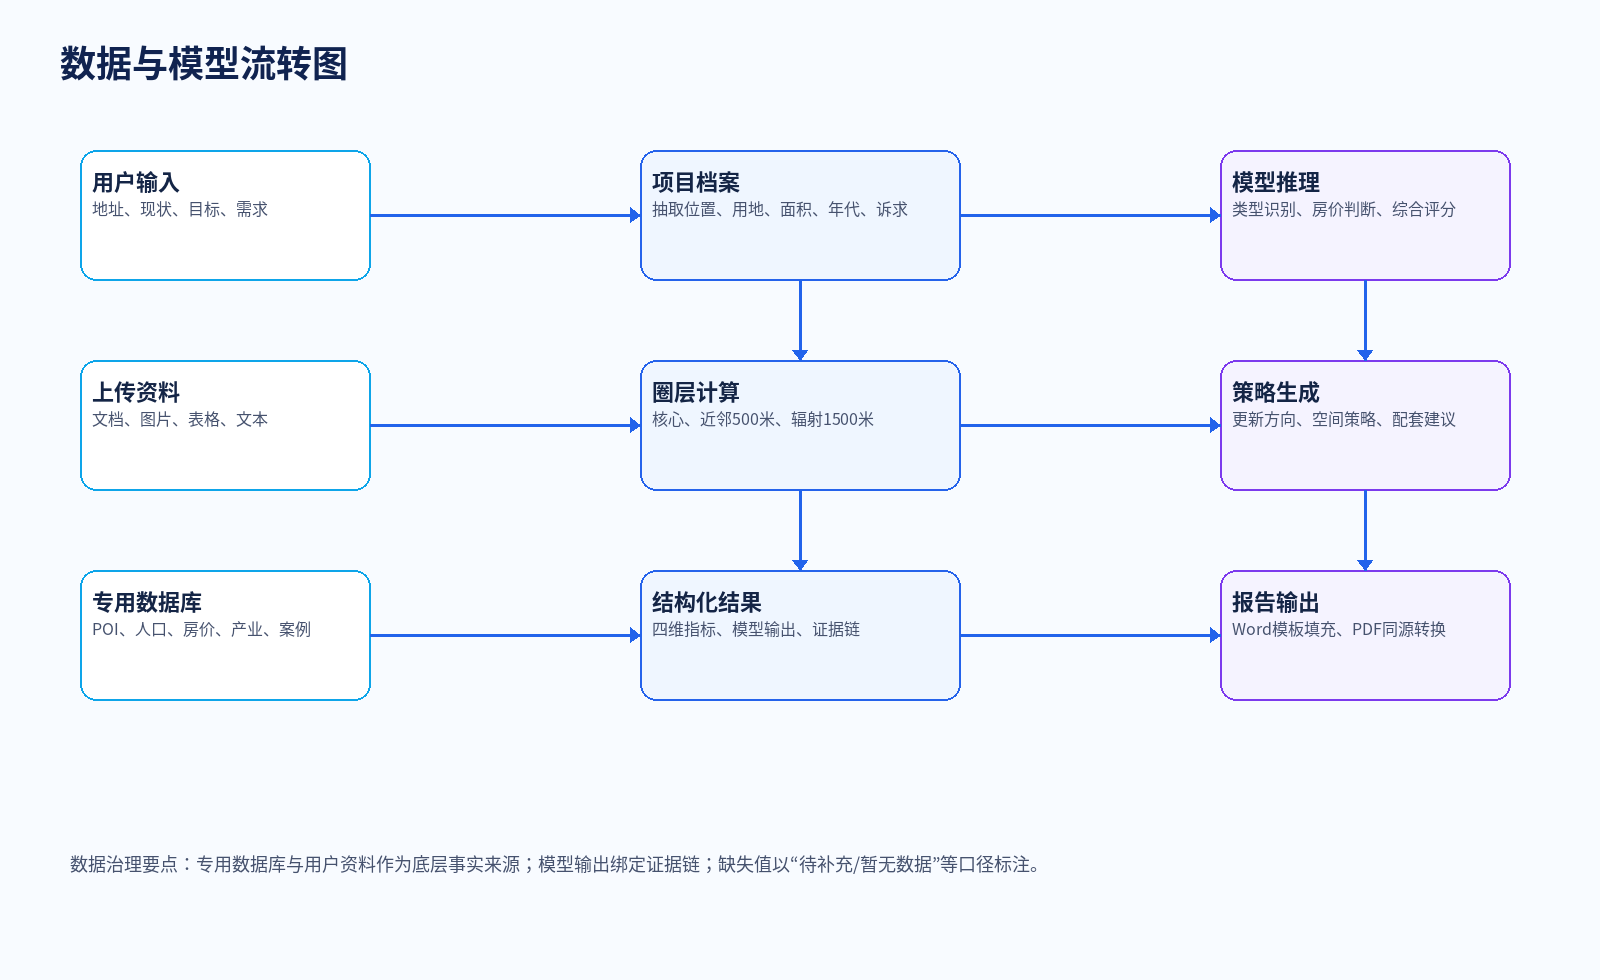 数据与模型流转图
用户输入
地址、现状、目标、需求
项目档案
抽取位置、用地、面积、年代、诉求
模型推理
类型识别、房价判断、综合评分
上传资料
文档、图片、表格、文本
圈层计算
核心、近邻500米、辐射1500米
策略生成
更新方向、空间策略、配套建议
专用数据库
POI、人口、房价、产业、案例
结构化结果
四维指标、模型输出、证据链
报告输出
Word模板填充、PDF同源转换
数据治理要点：专用数据库与用户资料作为底层事实来源；模型输出绑定证据链；缺失值以“待补充/暂无数据”等口径标注。